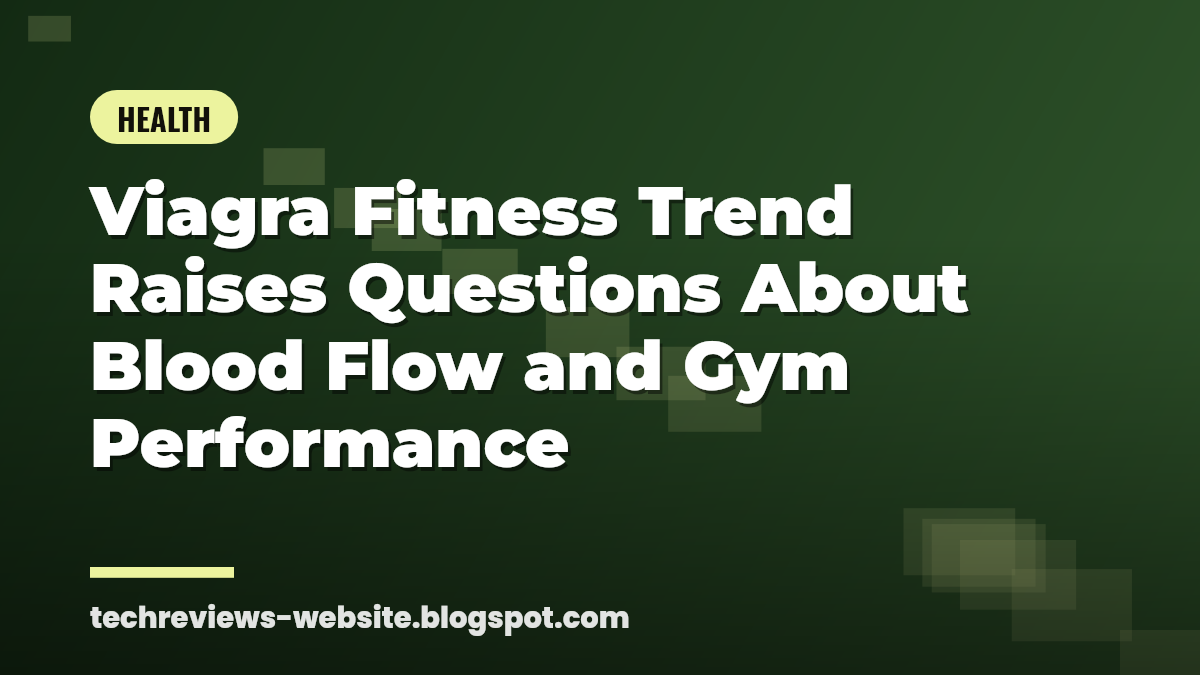 HEALTH
Viagra Fitness Trend
Raises Questions About
Blood Flow and Gym
Performance
techreviews-website.blogspot.com